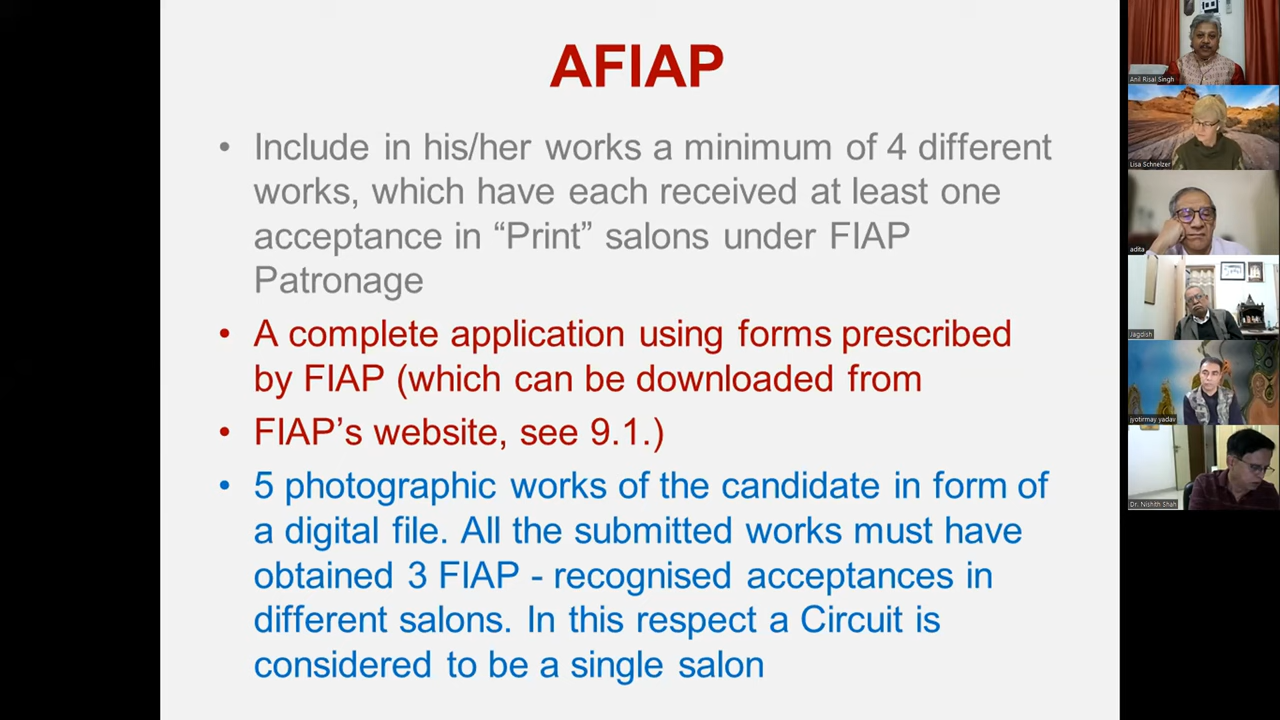 AFIAP
• Include in his/her works a minimum of 4 different
works, which have each received at least one
acceptance in “Print” salons under FIAP
Patronage
• A complete application using forms prescribed
by FIAP (which can be downloaded from
• FIAP’s website, see 9.1.)
• 5 photographic works of the candidate in form of
a digital file. All the submitted works must have
obtained 3 FIAP - recognised acceptances in
different salons. In this respect a Circuit is
considered to be a single salon
Anil Risal Singh
Lisa Schnelzer
adita
Jagdish
jyotirmay yadav
Dr. Nishith Shah